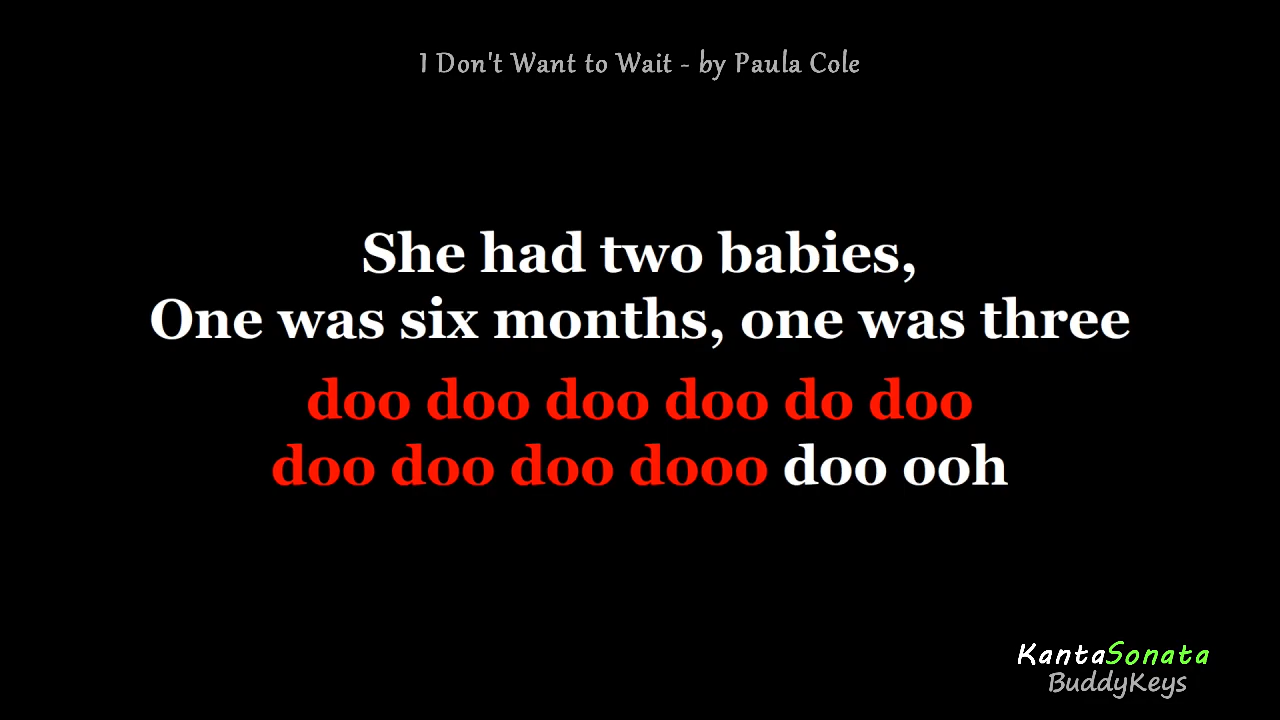 I Don't Want to Wait - by Paula Cole
She had two babies,
One was six months, one was three
doo doo doo doo do doo
doo doo doo dooo doo ooh
KantaSonata
BuddyKeys